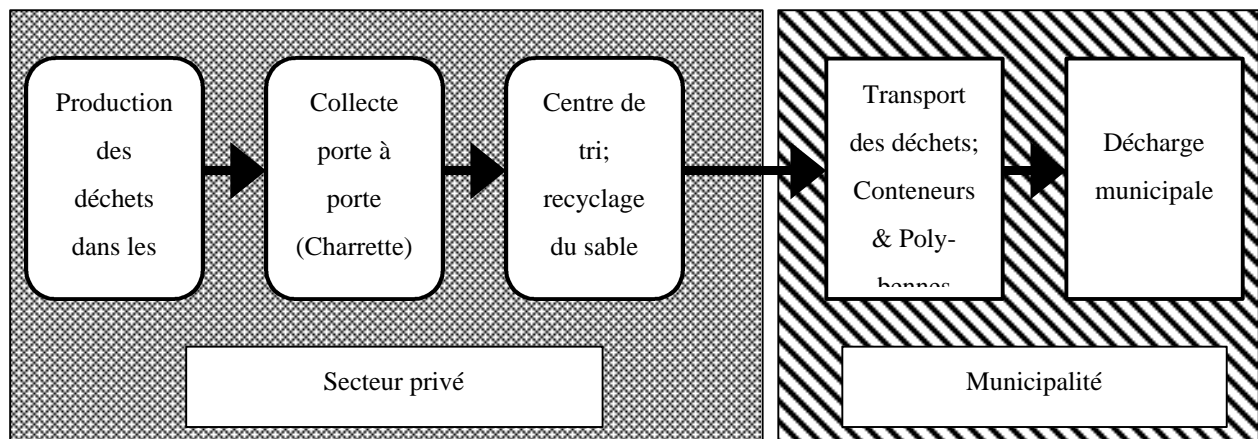 Production
des
déchets
dans les
Collecte
porte à
porte
(Charrette)
Centre de
tri;
recyclage
du sable
Transport
des déchets;
Conteneurs
& Poly-
bennes
Décharge
municipale
Secteur privé
Municipalité